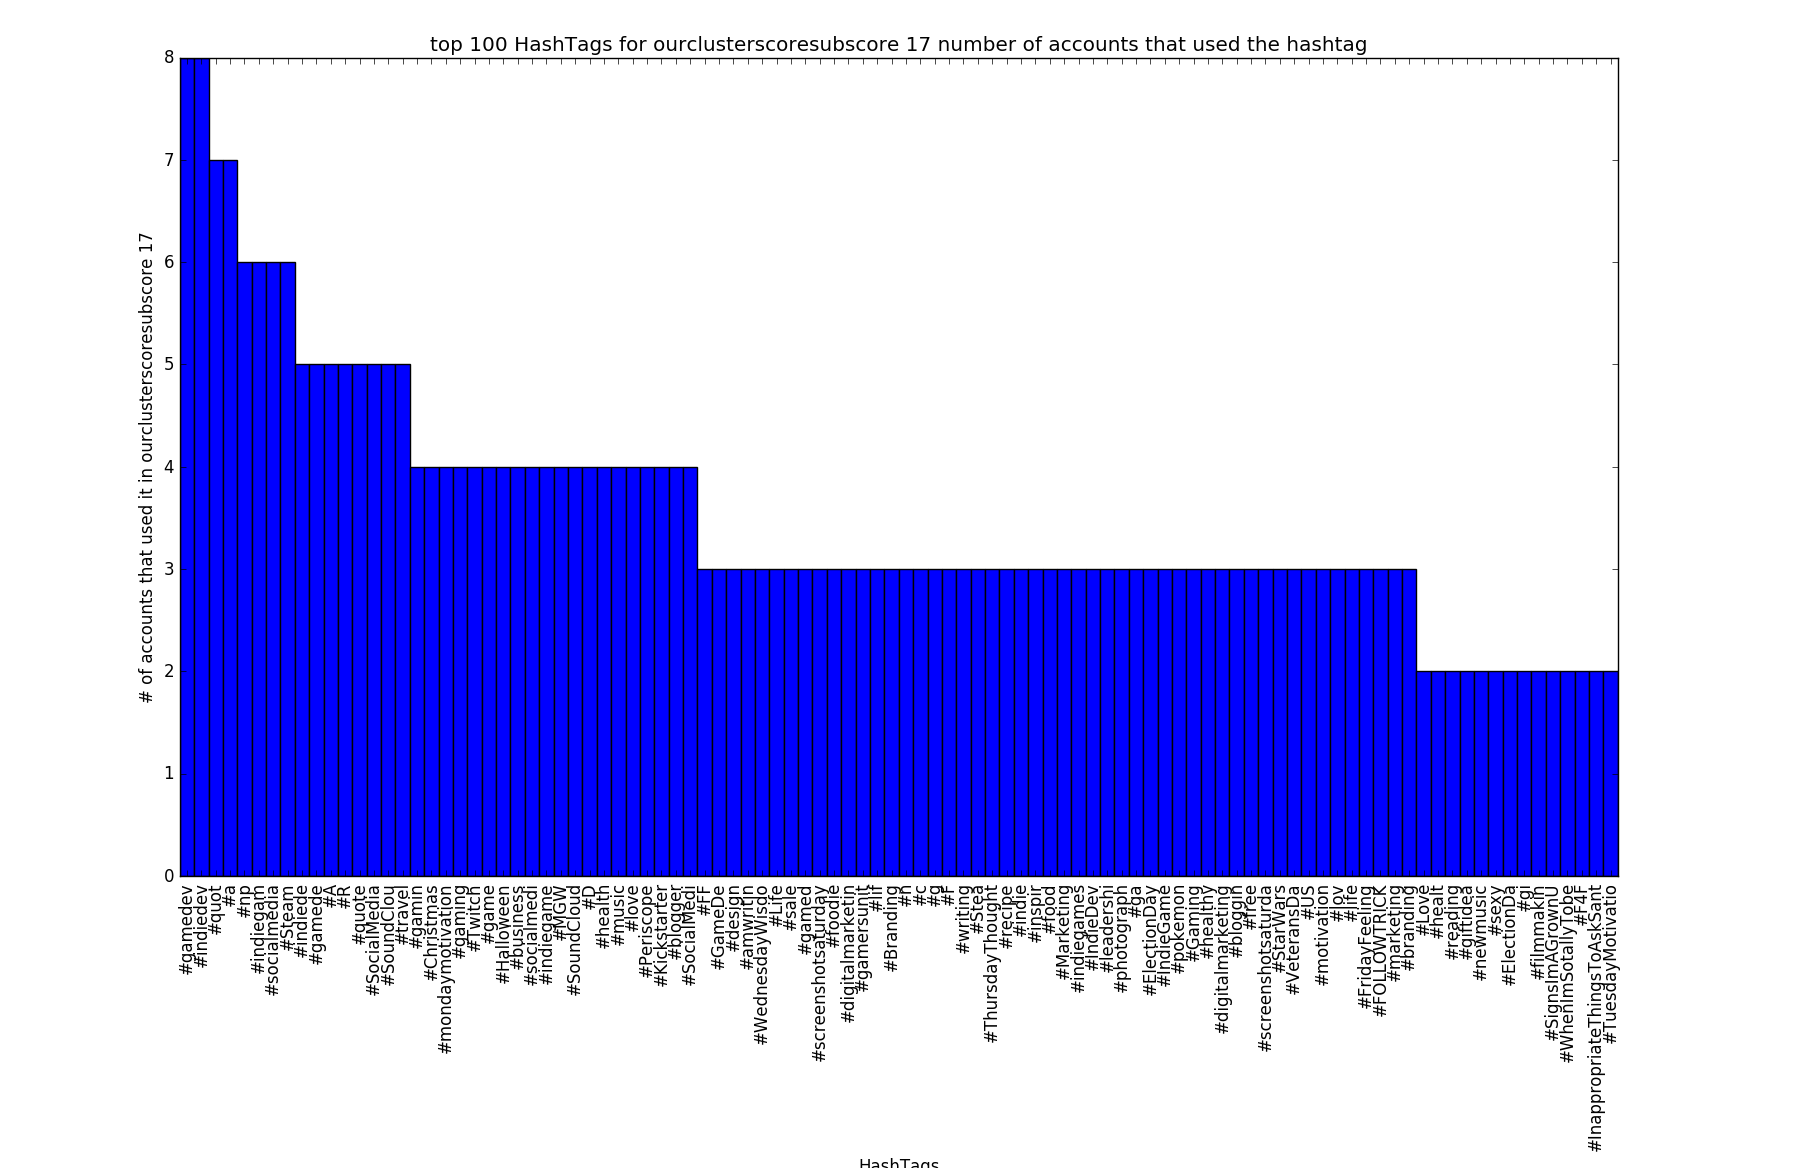 top 100 HashTags for ourclusterscoresubscore 17 number of accounts that used the hashtag
# of accounts that used it in ourclusterscoresubscore 17
8
7
6
5
4
3
2
1
0
#gamedev
#indiedev
#quot
#a
#np
#indiegam
#socialmedia
#Steam
#indiede
#gamede
#A
#R
#quote
#SocialMedia
#SoundClou
#travel
#gamin
#Christmas
#mondaymotivation
#gaming
#Twitch
#game
#Halloween
#business
#socialmedi
#indiegame
#MGW
#SoundCloud
#D
#health
#music
#love
#Periscope
#Kickstarter
#blogger
#SocialMedi
#FF
#GameDe
#design
#amwritin
#WednesdayWisdo
#Life
#sale
#gamed
#screenshotsaturday
#foodie
#digitalmarketin
#gamersunit
#lif
#Branding
#h
#c
#g
#F
#writing
#Stea
#ThursdayThought
#recipe
#indie
#inspir
#food
#Marketing
#indiegames
#IndieDev
#leadershi
#photograph
#ga
#ElectionDay
#IndieGame
#pokemon
#Gaming
#healthy
#digitalmarketing
#bloggin
#free
#screenshotsaturda
#StarWars
#VeteransDa
#US
#motivation
#lov
#life
#FridayFeeling
#FOLLOWTRICK
#marketing
#branding
#Love
#healt
#reading
#giftidea
#newmusic
#sexy
#ElectionDa
#gi
#filmmakin
#SignsImAGrownU
#WhenImSotallyTobe
#F4F
#InappropriateThingsToAskSant
#TuesdayMotivatio
HashTags